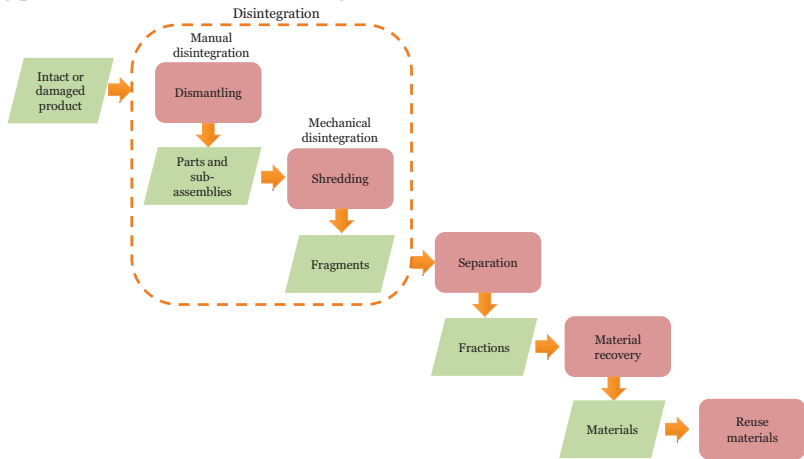 Disintegration
Manual
disintegration
Intact or
damaged
product
Dismantling
Mechanical
disintegration
Parts and
sub-
assemblies
Shredding
Fragments
Separation
Fractions
Material
recovery
Materials
Reuse
materials